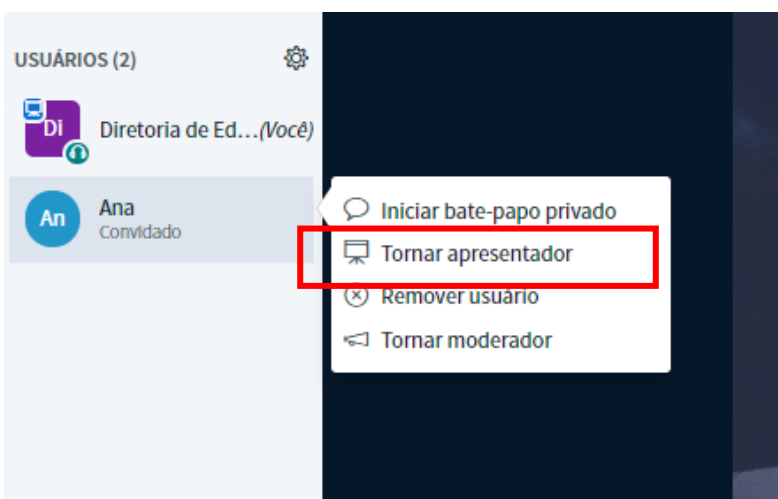 USUÁRIOS (2)
Di
Diretoria de Ed...(Você)
An
Ana
Convidado
Iniciar bate-papo privado
Tornar apresentador
Remover usuário
Tornar moderador